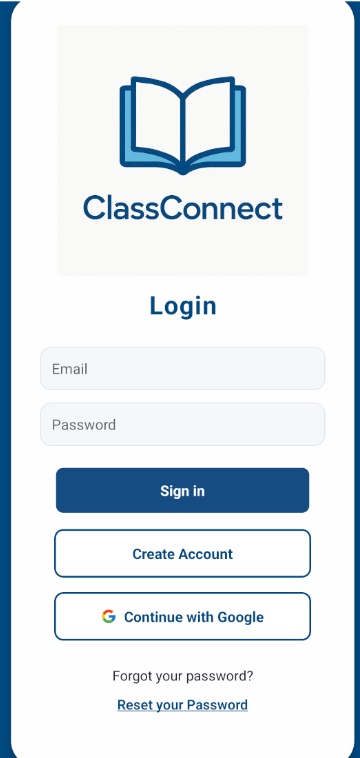 ClassConnect
Login
Email
Password
Sign in
Create Account
Continue with Google
Forgot your password?
Reset your Password